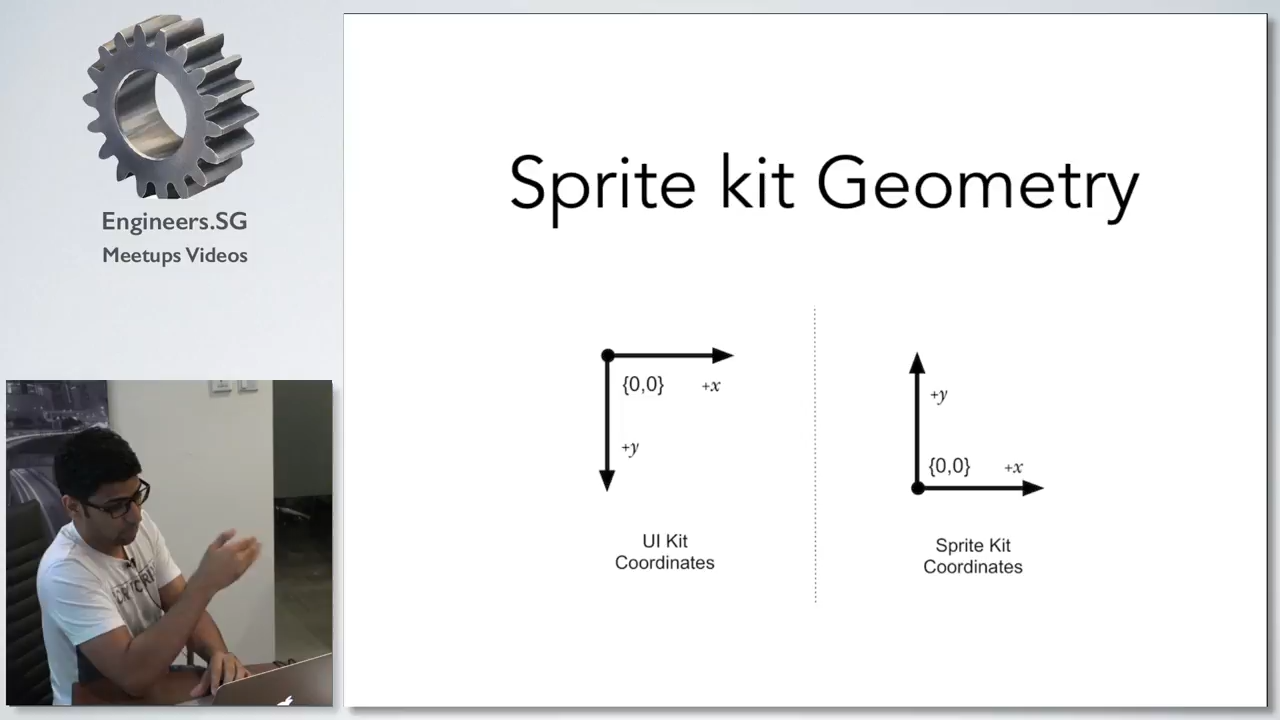 Engineers.SG
Meetups Videos
Sprite kit Geometry
{0,0} +x
+y
UI Kit
Coordinates
+y
{0,0} +x
Sprite Kit
Coordinates